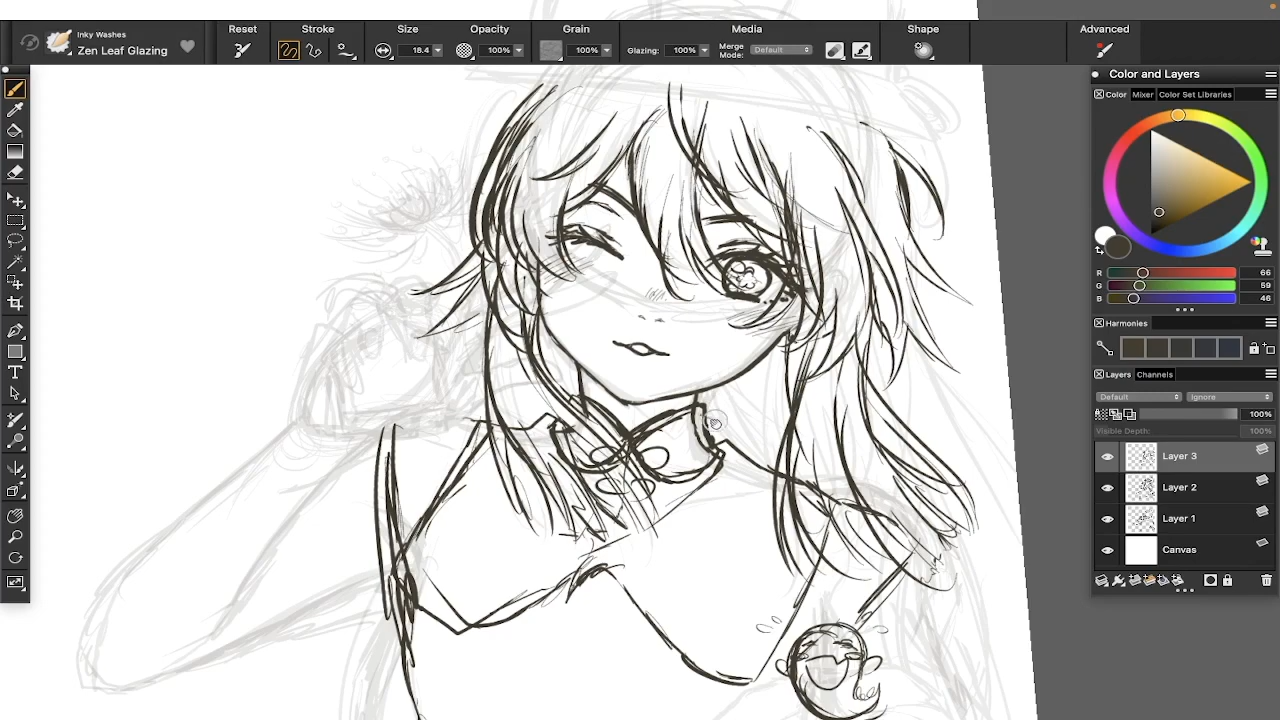 Inky Washes
Zen Leaf Glazing
Reset
Stroke
Size
Opacity
Grain
Media
Shape
Advanced
18.4
100%
100%
Glazing: 100%
Merge Mode: Default
Color and Layers
Color Mixer Color Set Libraries
R 66
G 59
B 46
Harmonies
Layers Channels
Default Ignore
100%
Visible Depth: 100%
Layer 3
Layer 2
Layer 1
Canvas
T